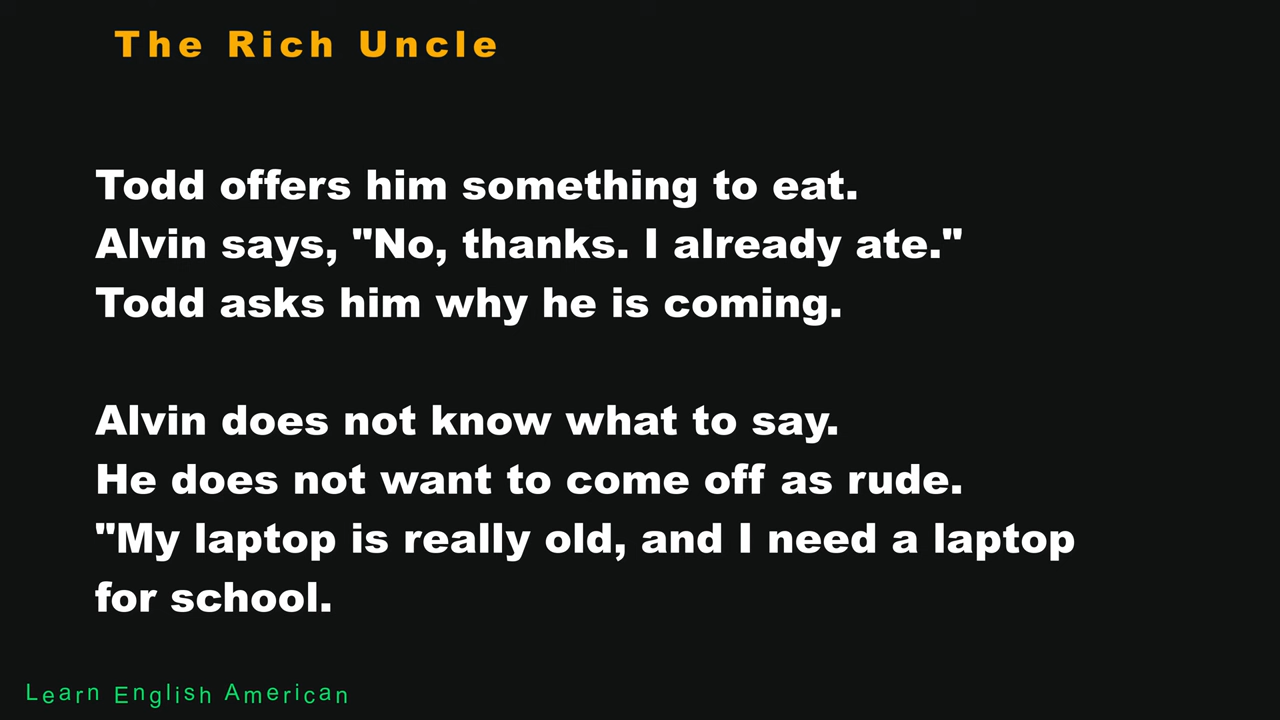 The Rich Uncle
Todd offers him something to eat.
Alvin says, "No, thanks. I already ate."
Todd asks him why he is coming.
Alvin does not know what to say.
He does not want to come off as rude.
"My laptop is really old, and I need a laptop
for school.
Learn English American